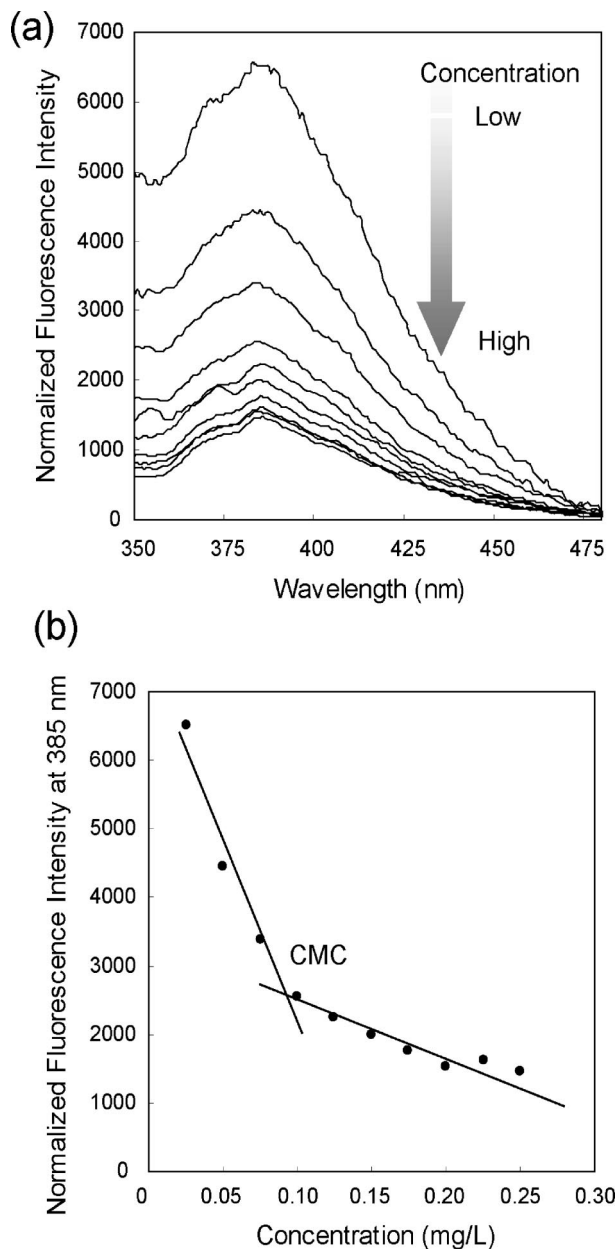 (a)
Normalized Fluorescence Intensity
7000
6000
5000
4000
3000
2000
1000
0
Concentration
Low
High
350 375 400 425 450 475
Wavelength (nm)
(b)
Normalized Fluorescence Intensity at 385 nm
7000
6000
5000
4000
3000
2000
1000
0
CMC
0 0.05 0.10 0.15 0.20 0.25 0.30
Concentration (mg/L)